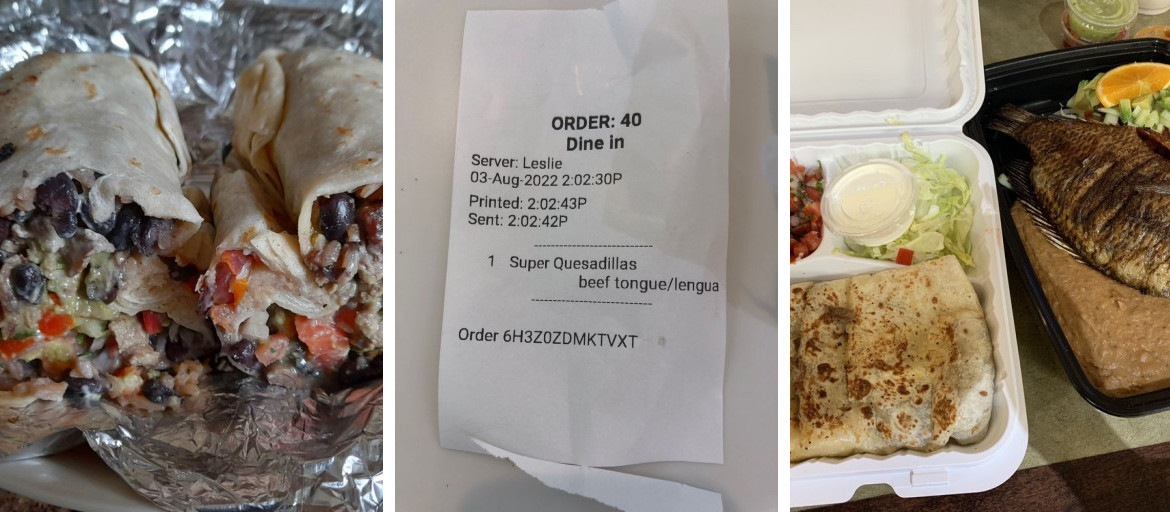 ORDER: 40
Dine in
Server: Leslie
03-Aug-2022 2:02:30P
Printed: 2:02:43P
Sent: 2:02:42P
1 Super Quesadillas
beef tongue/lengua
Order 6H3Z0ZDMKTVXT